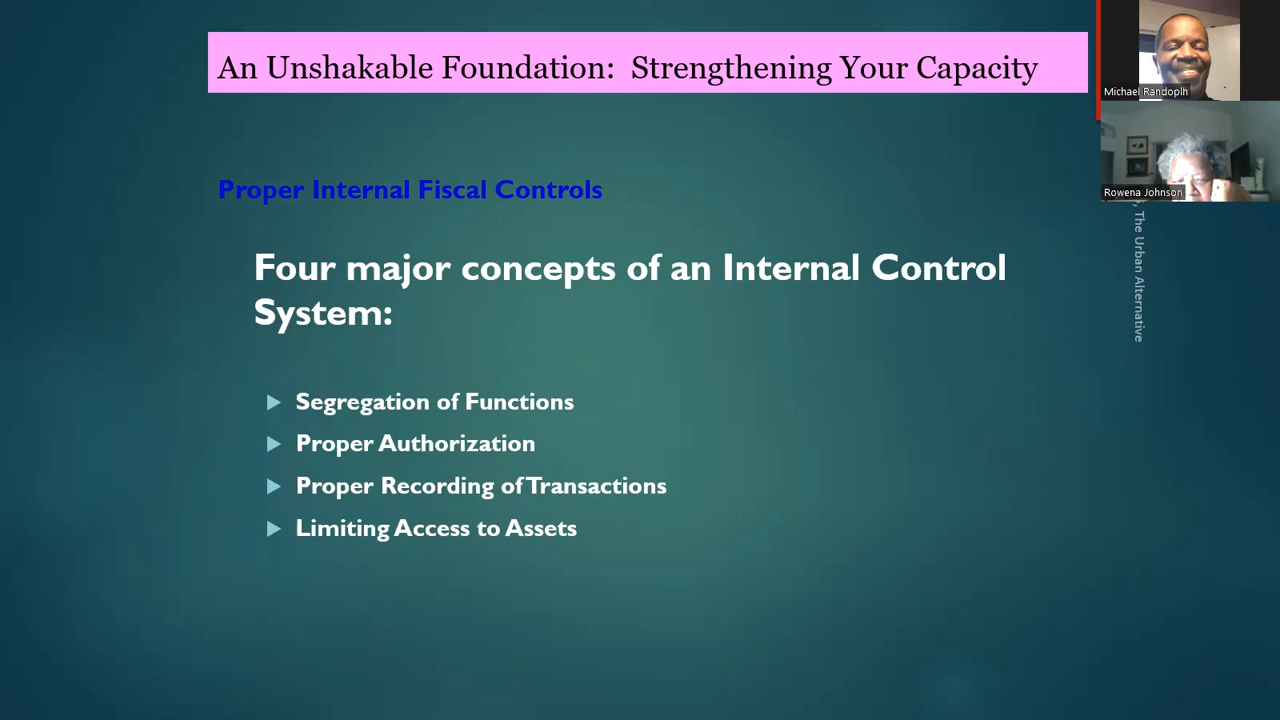 An Unshakable Foundation: Strengthening Your Capacity
Michael Randoplh
Rowena Johnson
Proper Internal Fiscal Controls
Four major concepts of an Internal Control
System:
Segregation of Functions
Proper Authorization
Proper Recording of Transactions
Limiting Access to Assets
, The Urban Alternative